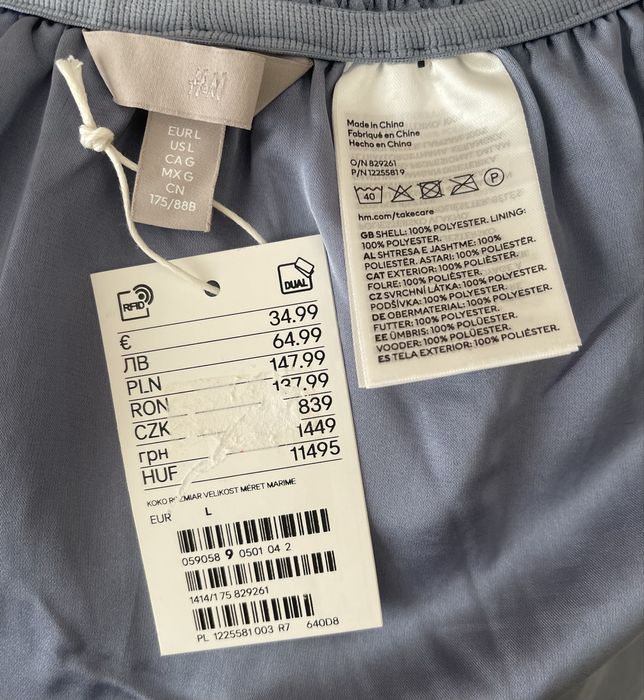 H&M
EUR L
US L
CA G
MX G
CN
175/88B
Made in China
Fabriqué en Chine
Hecho en China
O/N 829261
P/N 1225581 9
40
P
hm.com/takecare
GB SHELL: 100% POLYESTER. LINING:
100% POLYESTER.
AL SHTRESA E JASHTME: 100%
POLIESTËR. ASTARI: 100% POLIESTËR.
CAT EXTERIOR: 100% POLIÈSTER.
FOLRE: 100% POLIÈSTER.
CZ SVRCHNÍ LÁTKA: 100% POLYESTER.
PODŠÍVKA: 100% POLYESTER.
DE OBERMATERIAL: 100% POLYESTER.
FUTTER: 100% POLYESTER.
EE ÜMBRIS: 100% POLÜESTER.
VOODER: 100% POLÜESTER.
ES TELA EXTERIOR: 100% POLIÉSTER.
RFID
DUAL
€ 34.99
ЛВ 64.99
PLN 147.99
RON 137.99
CZK 839
грн 1449
HUF 11495
KOKO ROZMIAR VELIKOST MÉRET MARIME
EUR L
059058 9 0501 04 2
1414/175 829261
PL 1225581 003 R7 640D8